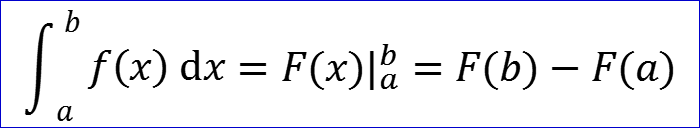 ∫_a^b f(x) dx = F(x)|_a^b = F(b) − F(a)